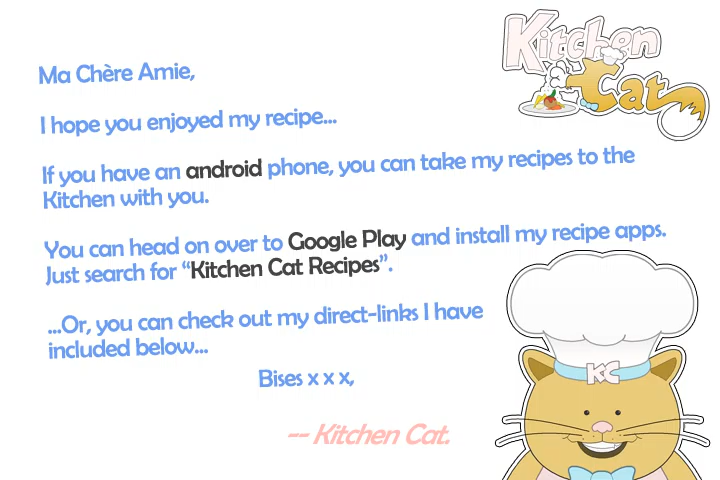 Kitchen
Cat
Ma Chère Amie,
I hope you enjoyed my recipe...
If you have an android phone, you can take my recipes to the
Kitchen with you.
You can head on over to Google Play and install my recipe apps.
Just search for “Kitchen Cat Recipes”.
...Or, you can check out my direct-links I have
included below...
Bises x x x,
-- Kitchen Cat.
KC